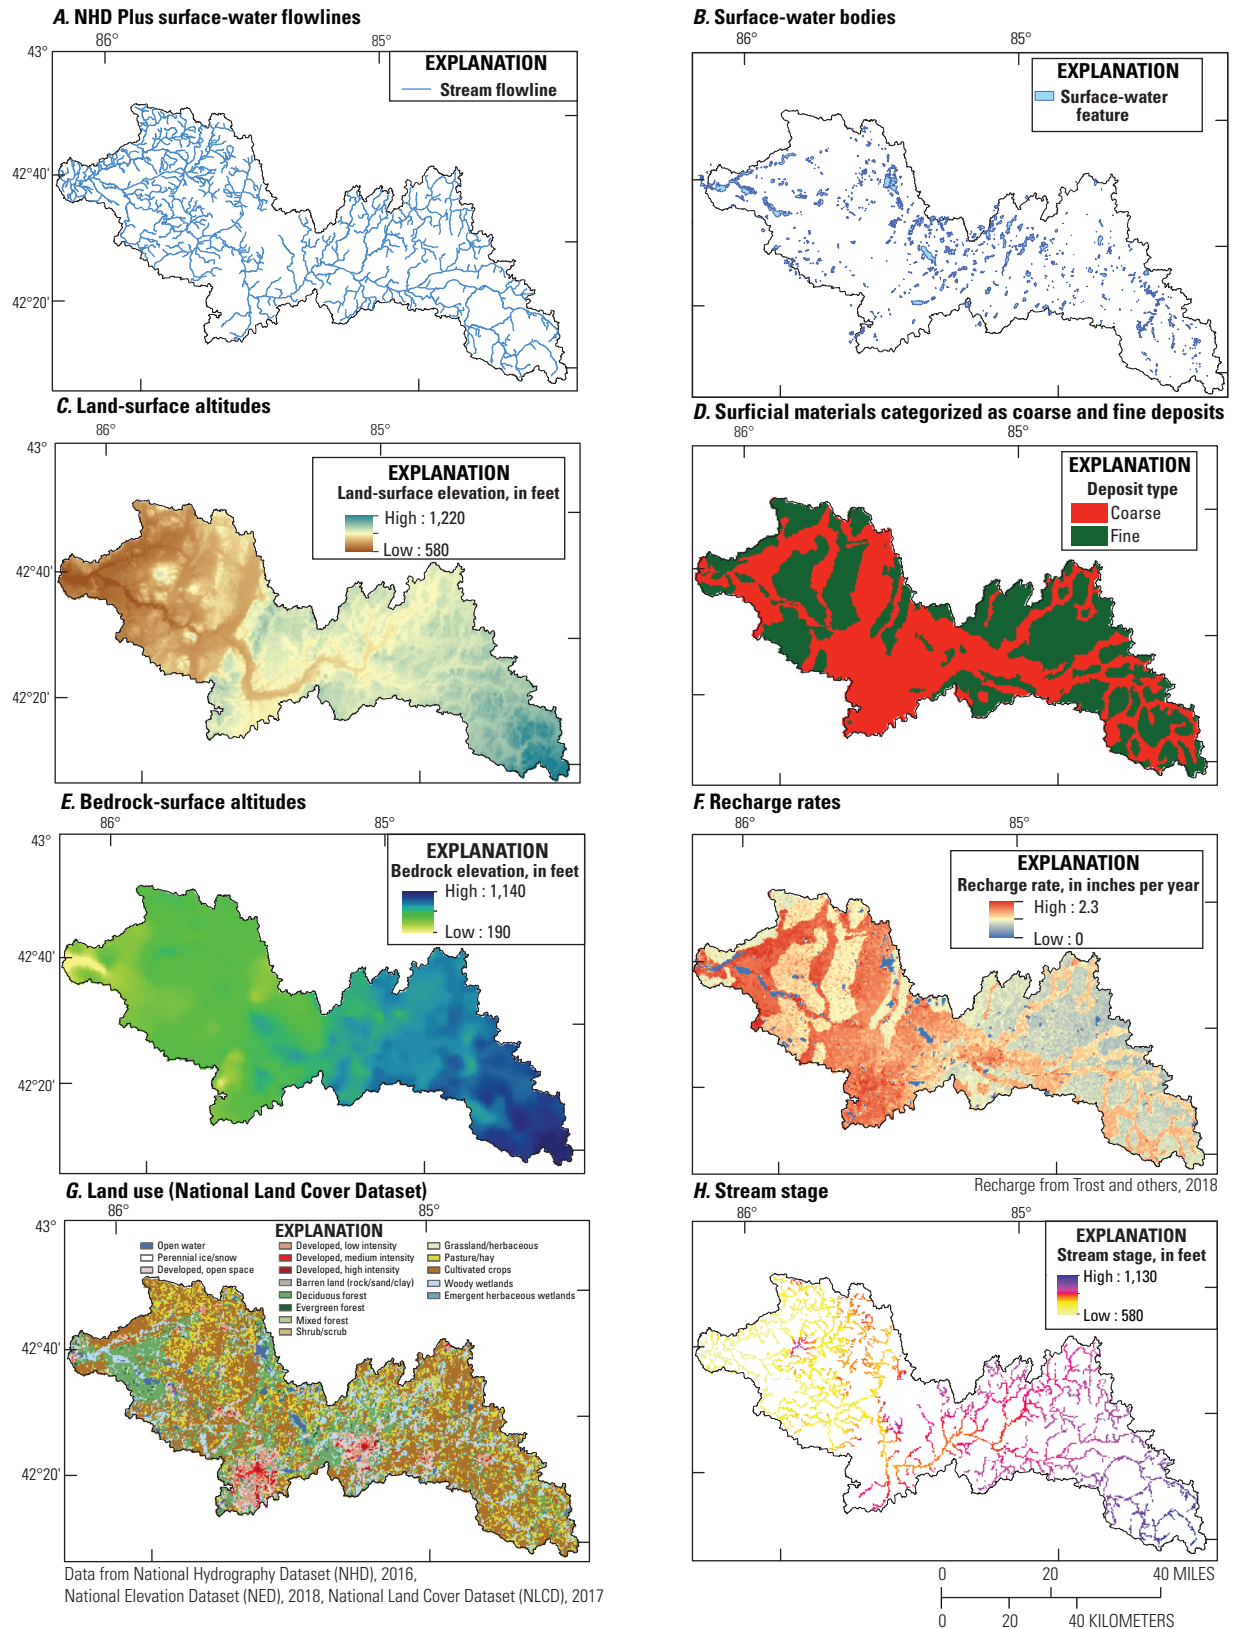 A. NHD Plus surface-water flowlines
86°
85°
43°
EXPLANATION
Stream flowline
42°40'
42°20'
B. Surface-water bodies
86°
85°
EXPLANATION
Surface-water
feature
C. Land-surface altitudes
86°
85°
43°
EXPLANATION
Land-surface elevation, in feet
High : 1,220
Low : 580
42°40'
42°20'
D. Surficial materials categorized as coarse and fine deposits
86°
85°
EXPLANATION
Deposit type
Coarse
Fine
E. Bedrock-surface altitudes
86°
85°
43°
EXPLANATION
Bedrock elevation, in feet
High : 1,140
Low : 190
42°40'
42°20'
F. Recharge rates
86°
85°
EXPLANATION
Recharge rate, in inches per year
High : 2.3
Low : 0
Recharge from Trost and others, 2018
G. Land use (National Land Cover Dataset)
86°
85°
43°
EXPLANATION
Open water
Perennial ice/snow
Developed, open space
Developed, low intensity
Developed, medium intensity
Developed, high intensity
Barren land (rock/sand/clay)
Deciduous forest
Evergreen forest
Mixed forest
Shrub/scrub
Grassland/herbaceous
Pasture/hay
Cultivated crops
Woody wetlands
Emergent herbaceous wetlands
42°40'
42°20'
H. Stream stage
86°
85°
EXPLANATION
Stream stage, in feet
High : 1,130
Low : 580
Data from National Hydrography Dataset (NHD), 2016,
National Elevation Dataset (NED), 2018, National Land Cover Dataset (NLCD), 2017
0 20 40 MILES
0 20 40 KILOMETERS